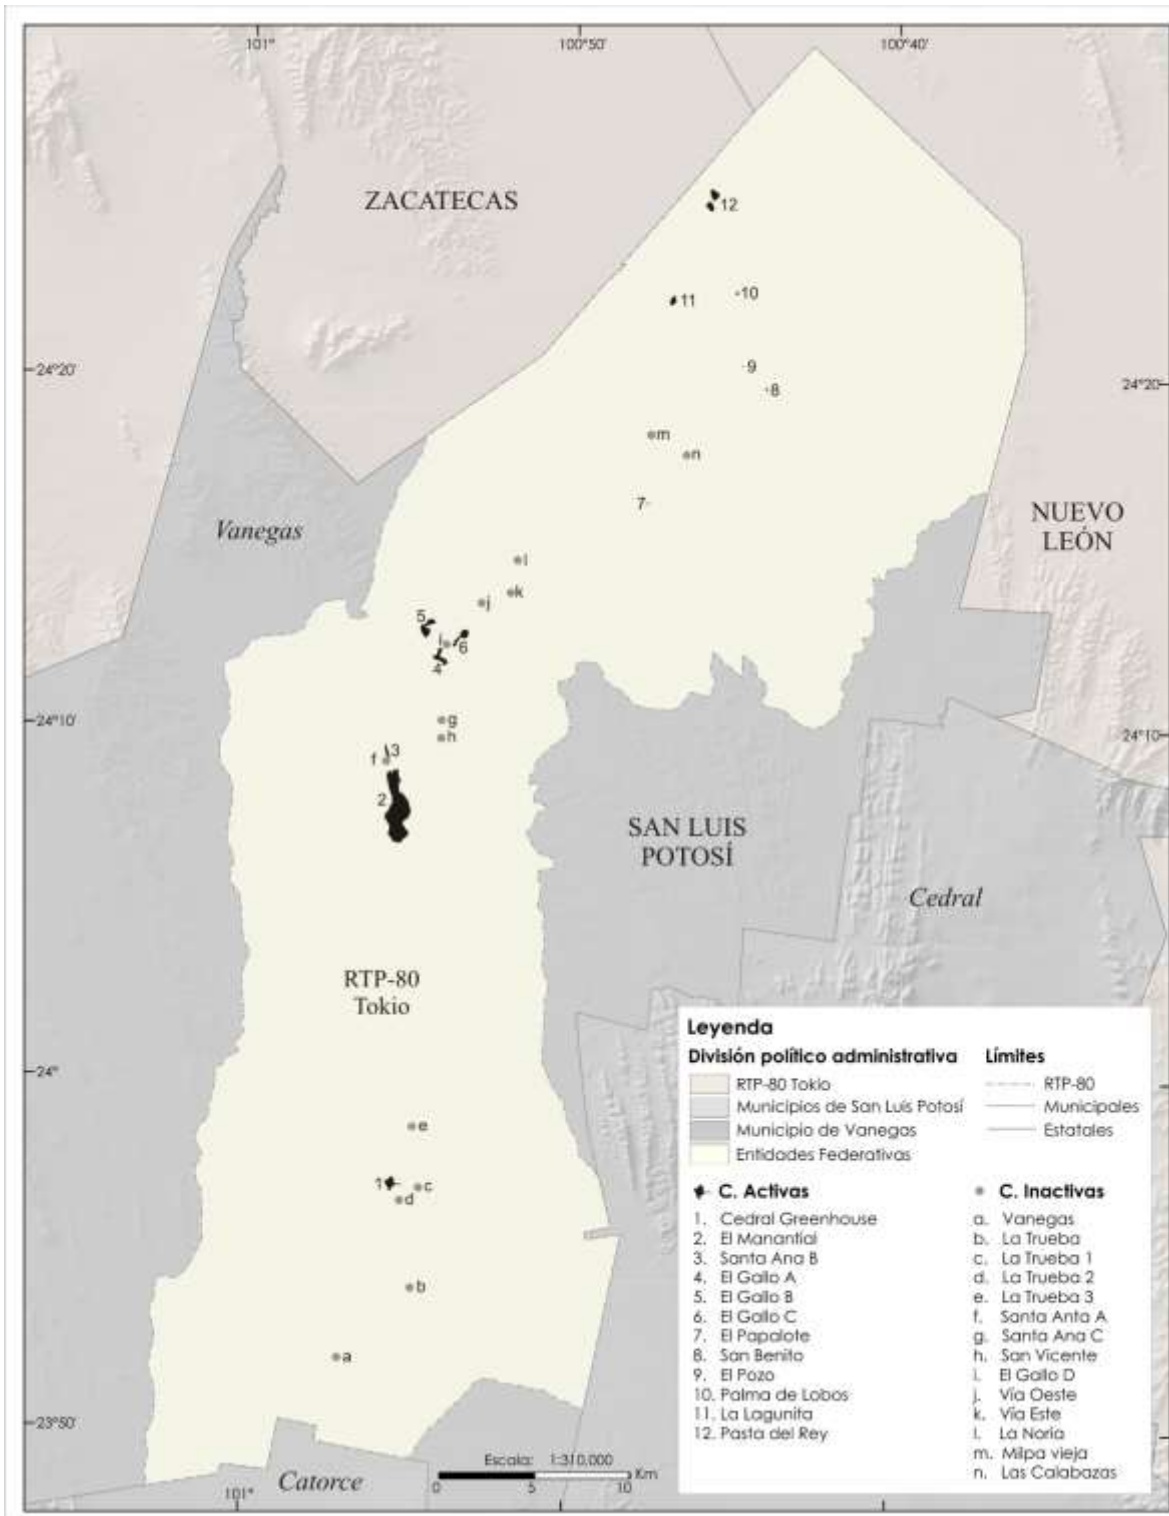 101°
100°50'
100°40'
ZACATECAS
12
11
10
24°20'
9
8
24°20'
m
n
7
Vanegas
NUEVO
LEÓN
l
k
j
5
i
6
4
24°10'
g
h
24°10'
3
f
2
SAN LUIS
POTOSÍ
Cedral
RTP-80
Tokio
24°
e
1
c
d
b
a
23°50'
Catorce
101°
Escala: 1:310,000
0 5 10 Km
Leyenda
División político administrativa
RTP-80 Tokio
Municipios de San Luis Potosí
Municipio de Vanegas
Entidades Federativas
Límites
RTP-80
Municipales
Estatales
C. Activas
1. Cedral Greenhouse
2. El Manantial
3. Santa Ana B
4. El Gallo A
5. El Gallo B
6. El Gallo C
7. El Papalote
8. San Benito
9. El Pozo
10. Palma de Lobos
11. La Lagunita
12. Pasta del Rey
C. Inactivas
a. Vanegas
b. La Trueba
c. La Trueba 1
d. La Trueba 2
e. La Trueba 3
f. Santa Anta A
g. Santa Ana C
h. San Vicente
i. El Gallo D
j. Vía Oeste
k. Vía Este
l. La Noria
m. Milpa vieja
n. Las Calabazas